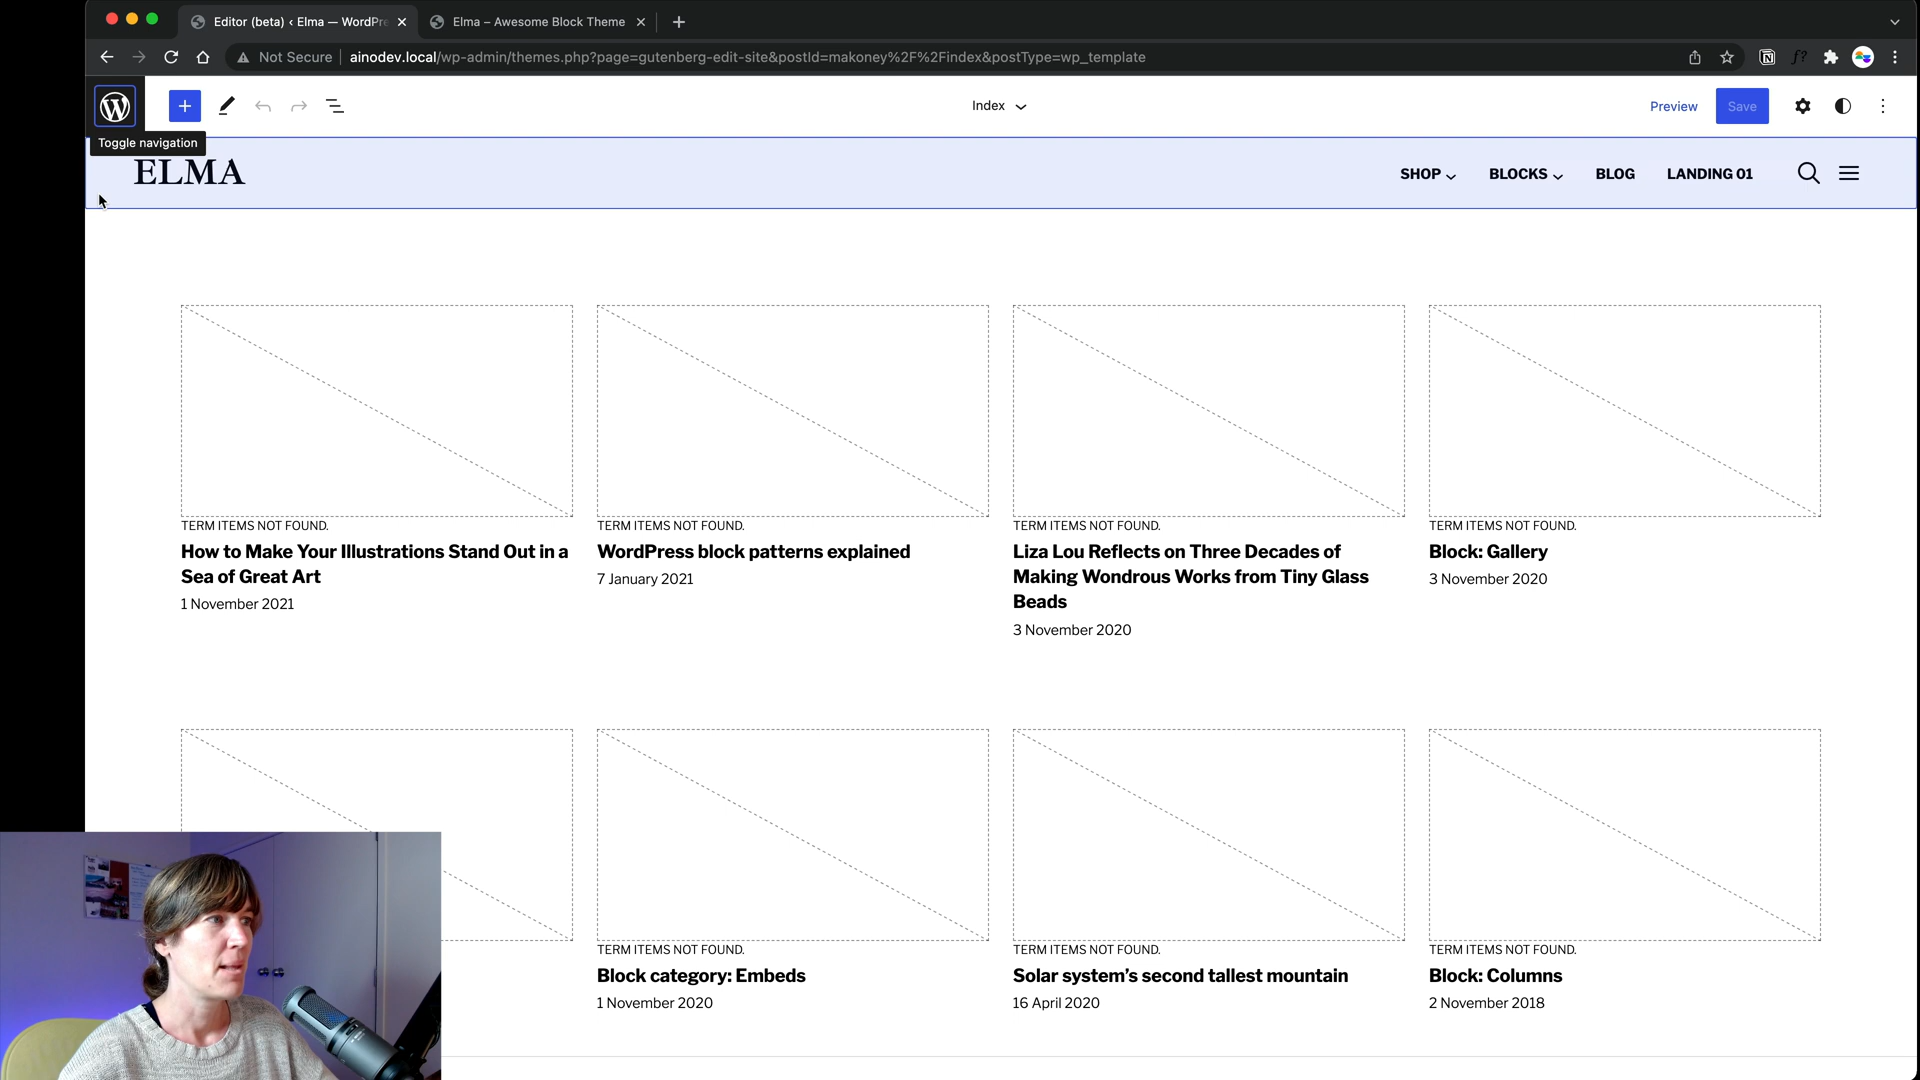 Editor (beta) ‹ Elma — WordPre
Elma – Awesome Block Theme
Not Secure
ainodev.local/wp-admin/themes.php?page=gutenberg-edit-site&postId=makoney%2F%2Findex&postType=wp_template
Index
Preview
Save
Toggle navigation
ELMA
SHOP
BLOCKS
BLOG
LANDING 01
TERM ITEMS NOT FOUND.
How to Make Your Illustrations Stand Out in a
Sea of Great Art
1 November 2021
TERM ITEMS NOT FOUND.
WordPress block patterns explained
7 January 2021
TERM ITEMS NOT FOUND.
Liza Lou Reflects on Three Decades of
Making Wondrous Works from Tiny Glass
Beads
3 November 2020
TERM ITEMS NOT FOUND.
Block: Gallery
3 November 2020
TERM ITEMS NOT FOUND.
Block category: Embeds
1 November 2020
TERM ITEMS NOT FOUND.
Solar system’s second tallest mountain
16 April 2020
TERM ITEMS NOT FOUND.
Block: Columns
2 November 2018